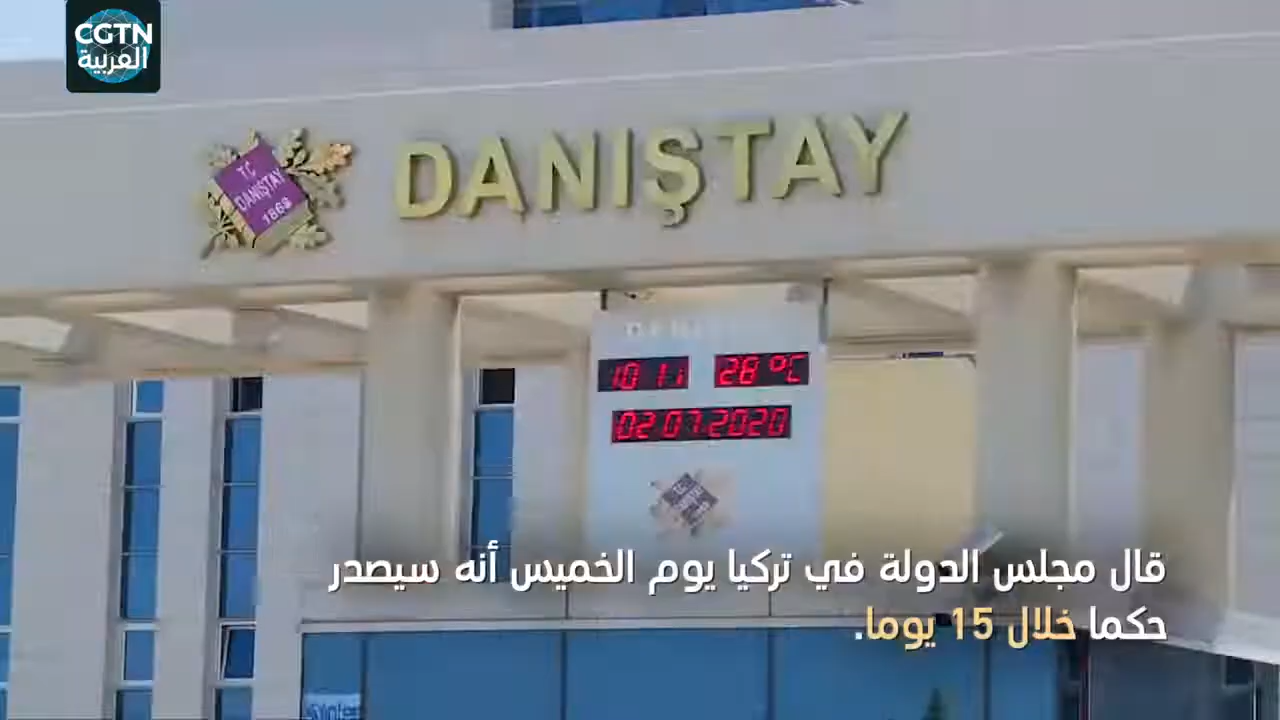 CGTN
العربية
DANIŞTAY
T.C
DANIŞTAY
1868
10 11
28 °C
02.07.2020
قال مجلس الدولة في تركيا يوم الخميس أنه سيصدر
حكما خلال 15 يوما.